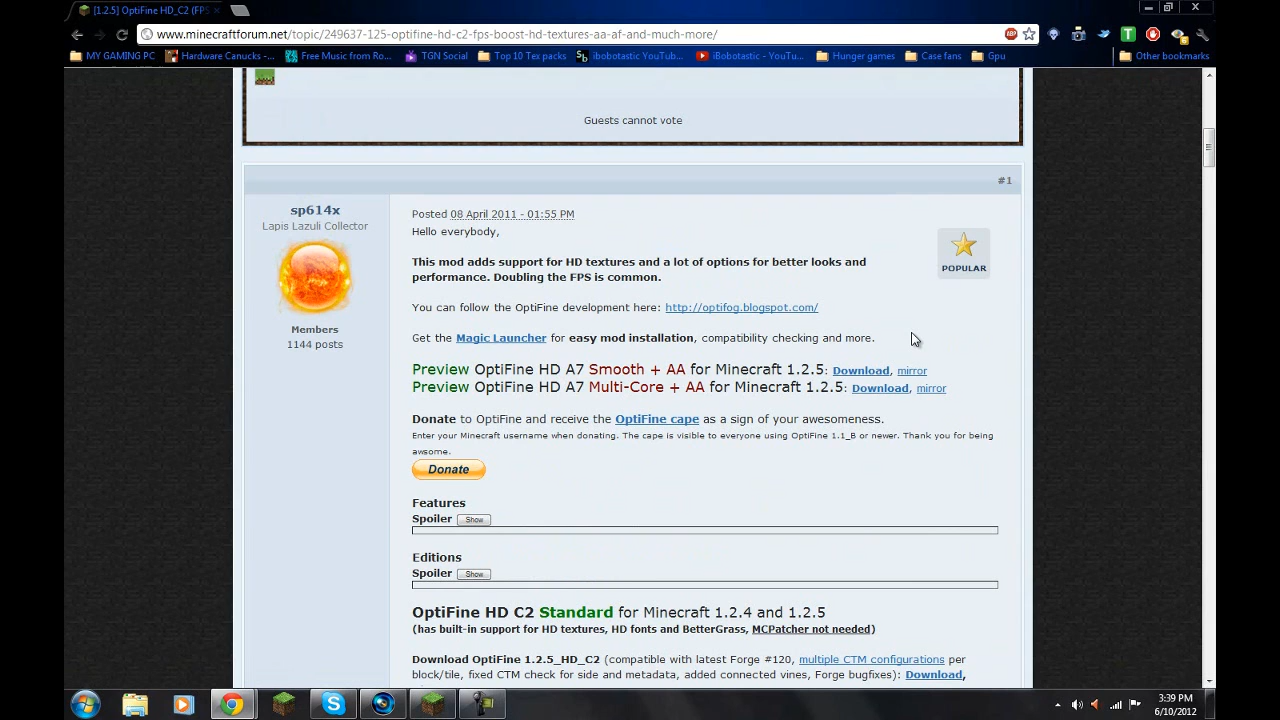 [1.2.5] OptiFine HD_C2 (FPS
www.minecraftforum.net/topic/249637-125-optifine-hd-c2-fps-boost-hd-textures-aa-af-and-much-more/
MY GAMING PC
Hardware Canucks...
Free Music from Ro...
TGN Social
Top 10 Tex packs
ibobotastic YouTub...
iBobotastic - YouTu...
Hunger games
Case fans
Gpu
Other bookmarks
Guests cannot vote
#1
sp614x
Lapis Lazuli Collector
Members
1144 posts
Posted 08 April 2011 - 01:55 PM
Hello everybody,
POPULAR
This mod adds support for HD textures and a lot of options for better looks and
performance. Doubling the FPS is common.
You can follow the OptiFine development here: http://optifog.blogspot.com/
Get the Magic Launcher for easy mod installation, compatibility checking and more.
Preview OptiFine HD A7 Smooth + AA for Minecraft 1.2.5: Download, mirror
Preview OptiFine HD A7 Multi-Core + AA for Minecraft 1.2.5: Download, mirror
Donate to OptiFine and receive the OptiFine cape as a sign of your awesomeness.
Enter your Minecraft username when donating. The cape is visible to everyone using OptiFine 1.1_B or newer. Thank you for being
awsome.
Donate
Features
Spoiler Show
Editions
Spoiler Show
OptiFine HD C2 Standard for Minecraft 1.2.4 and 1.2.5
(has built-in support for HD textures, HD fonts and BetterGrass, MCPatcher not needed)
Download OptiFine 1.2.5_HD_C2 (compatible with latest Forge #120, multiple CTM configurations per
block/tile, fixed CTM check for side and metadata, added connected vines, Forge bugfixes): Download,
3:39 PM
6/10/2012